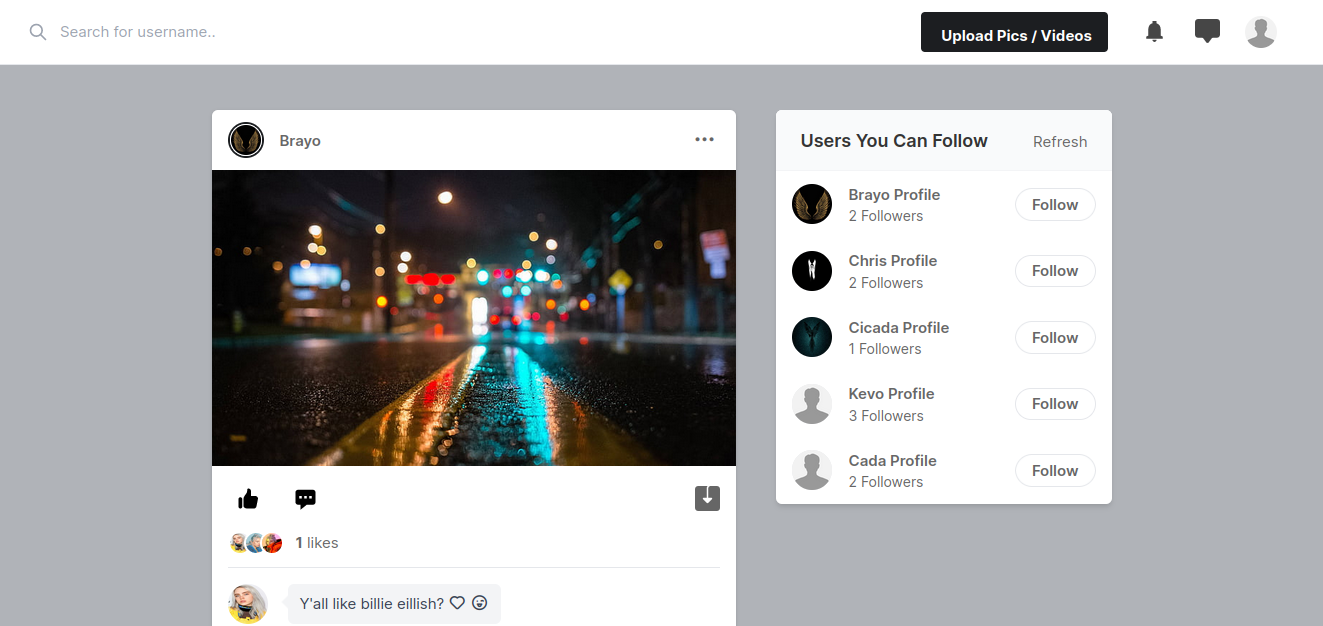 Search for username..
Upload Pics / Videos
Brayo
1 likes
Y'all like billie eillish?
Users You Can Follow
Refresh
Brayo Profile
2 Followers
Follow
Chris Profile
2 Followers
Follow
Cicada Profile
1 Followers
Follow
Kevo Profile
3 Followers
Follow
Cada Profile
2 Followers
Follow